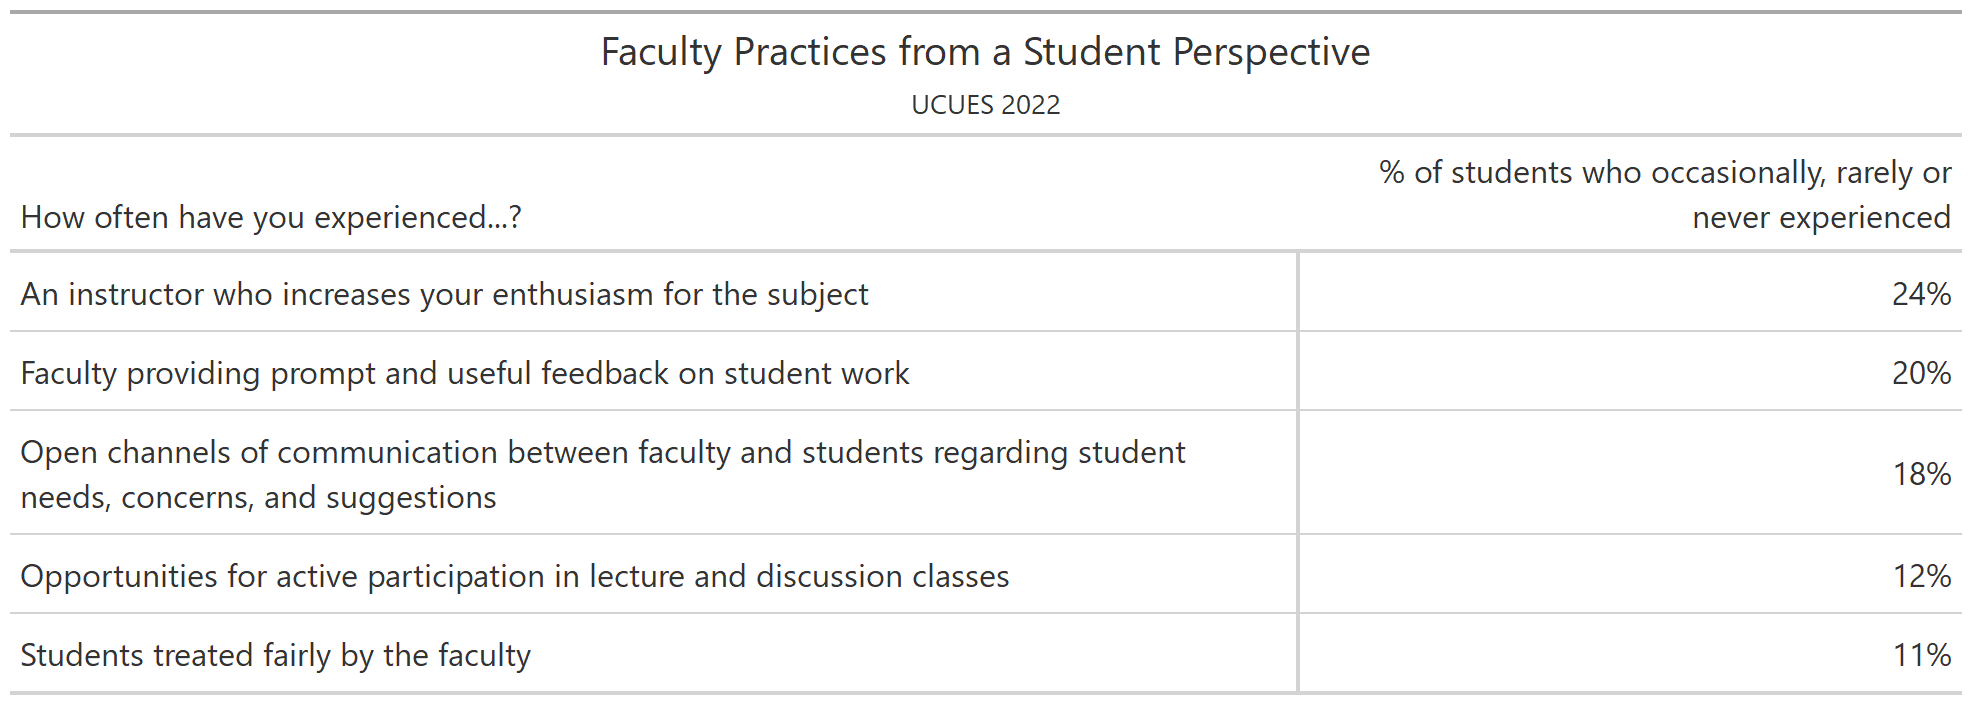 Faculty Practices from a Student Perspective
UCUES 2022
% of students who occasionally, rarely or
How often have you experienced...?
never experienced
An instructor who increases your enthusiasm for the subject
24%
Faculty providing prompt and useful feedback on student work
20%
Open channels of communication between faculty and students regarding student
needs, concerns, and suggestions
18%
Opportunities for active participation in lecture and discussion classes
12%
Students treated fairly by the faculty
11%